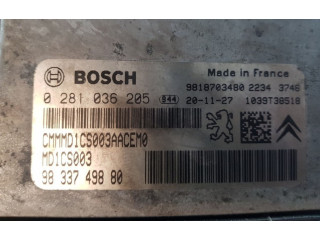 BOSCH
Made in France
0 281 036 205 S44
9818703480 2234 3746
20-11-27 1039T38518
CMMMD1CS003AACEM0
MD1CS003
98 337 498 80